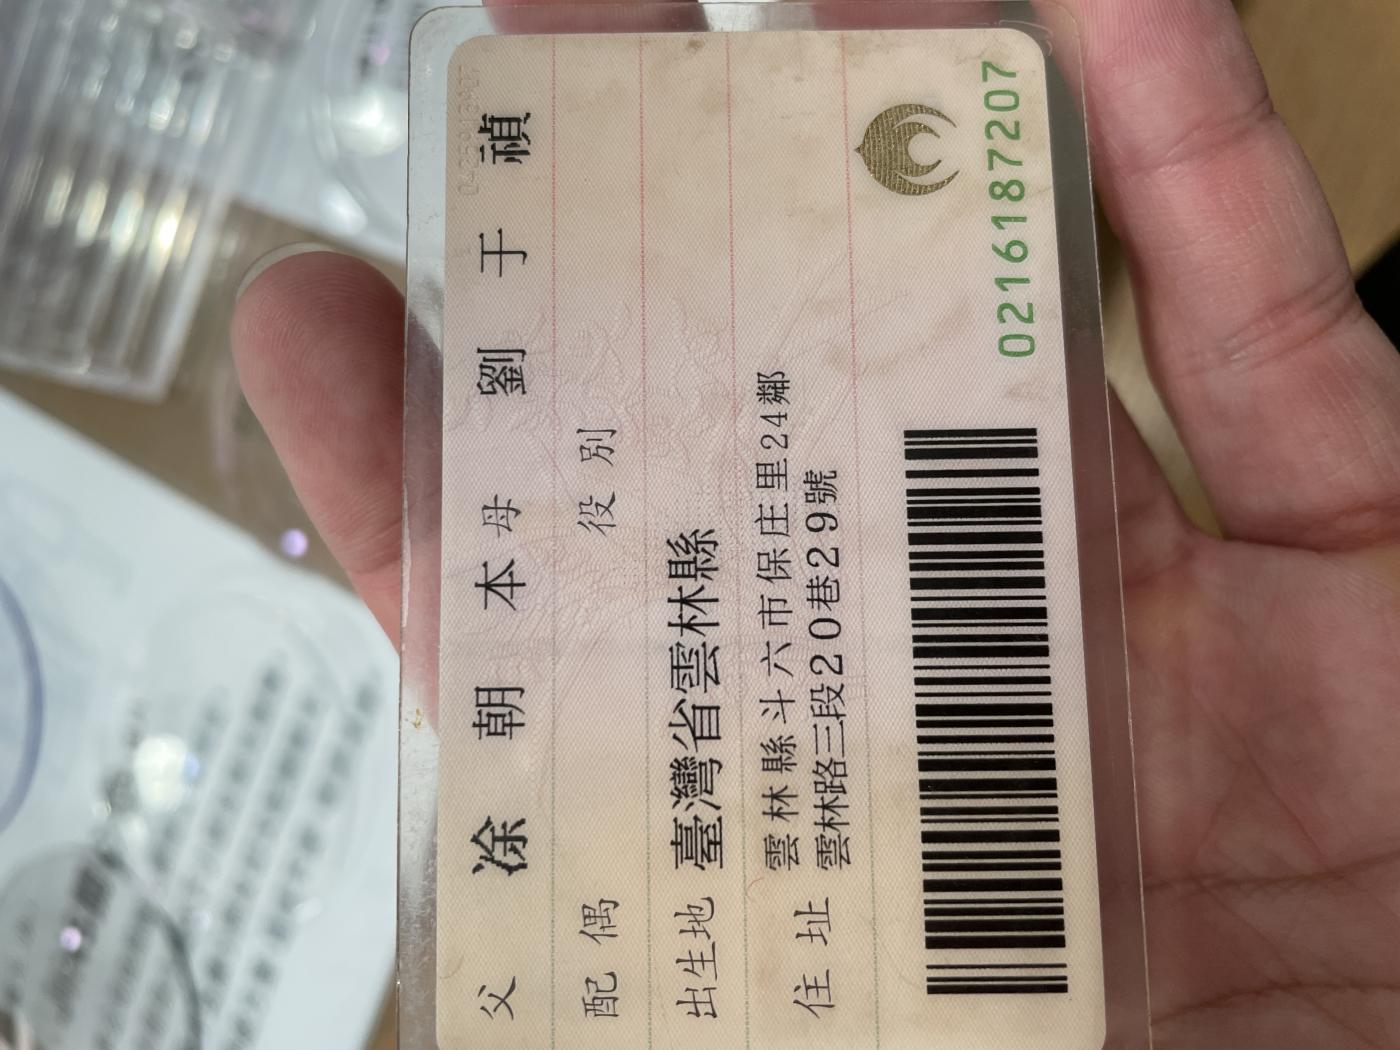 父 涂朝本 母 劉于禎
配偶 役別
出生地 臺灣省雲林縣
住址 雲林縣斗六市保庄里24鄰
雲林路三段20巷29號
0216187207